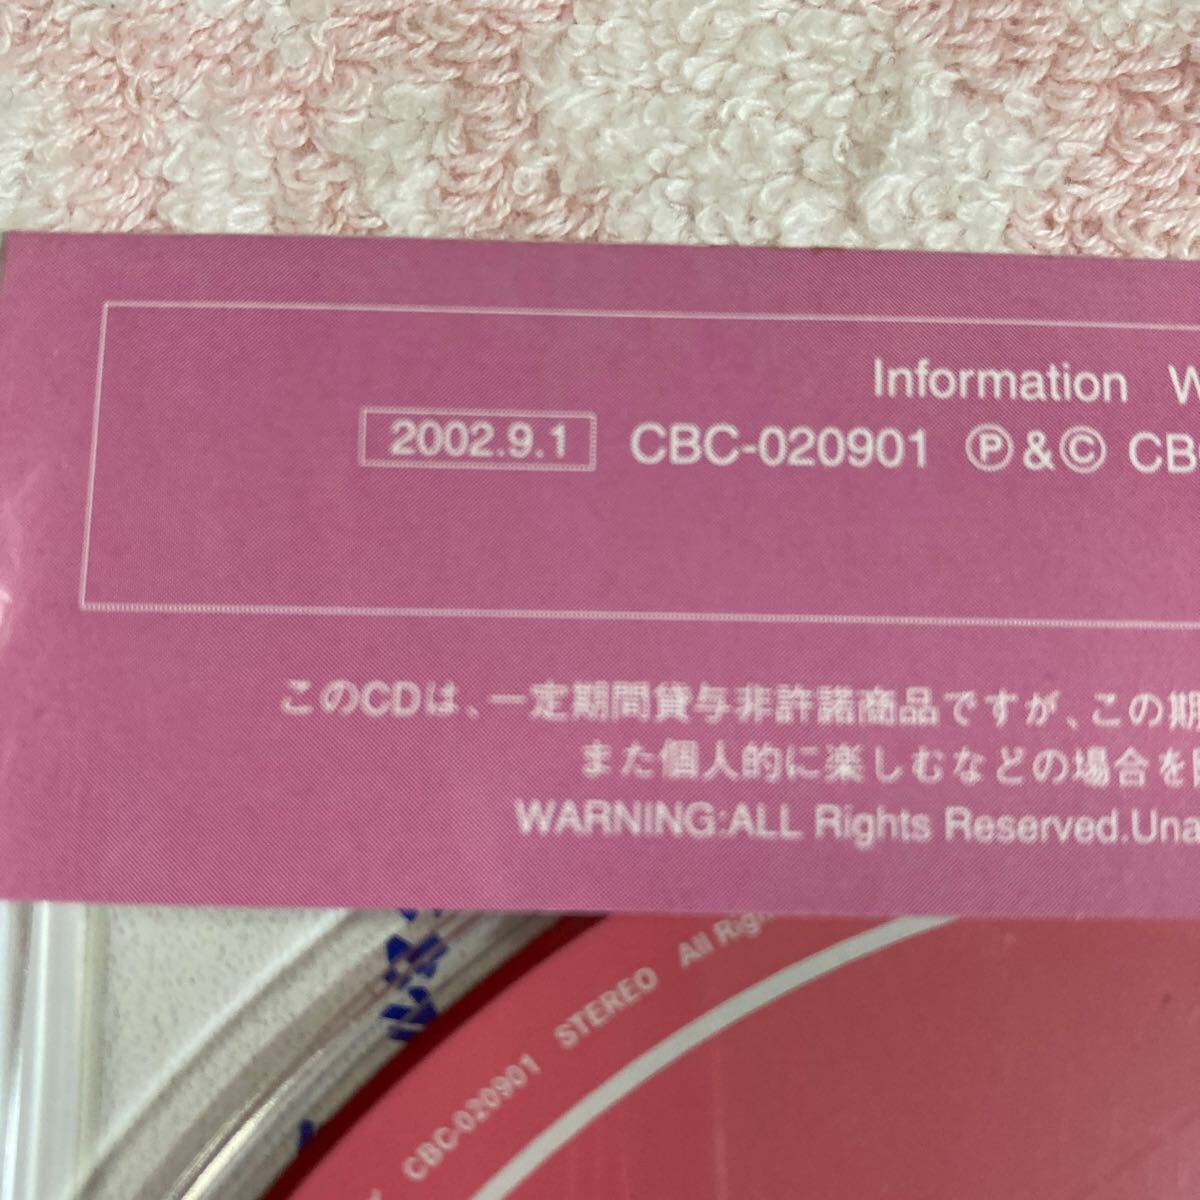 Information W
2002.9.1 CBC-020901 Ⓟ&Ⓒ CB
このCDは、一定期間貸与非許諾商品ですが、この期
また個人的に楽しむなどの場合を
WARNING:ALL Rights Reserved.Una
CBC-020901 STEREO All Righ